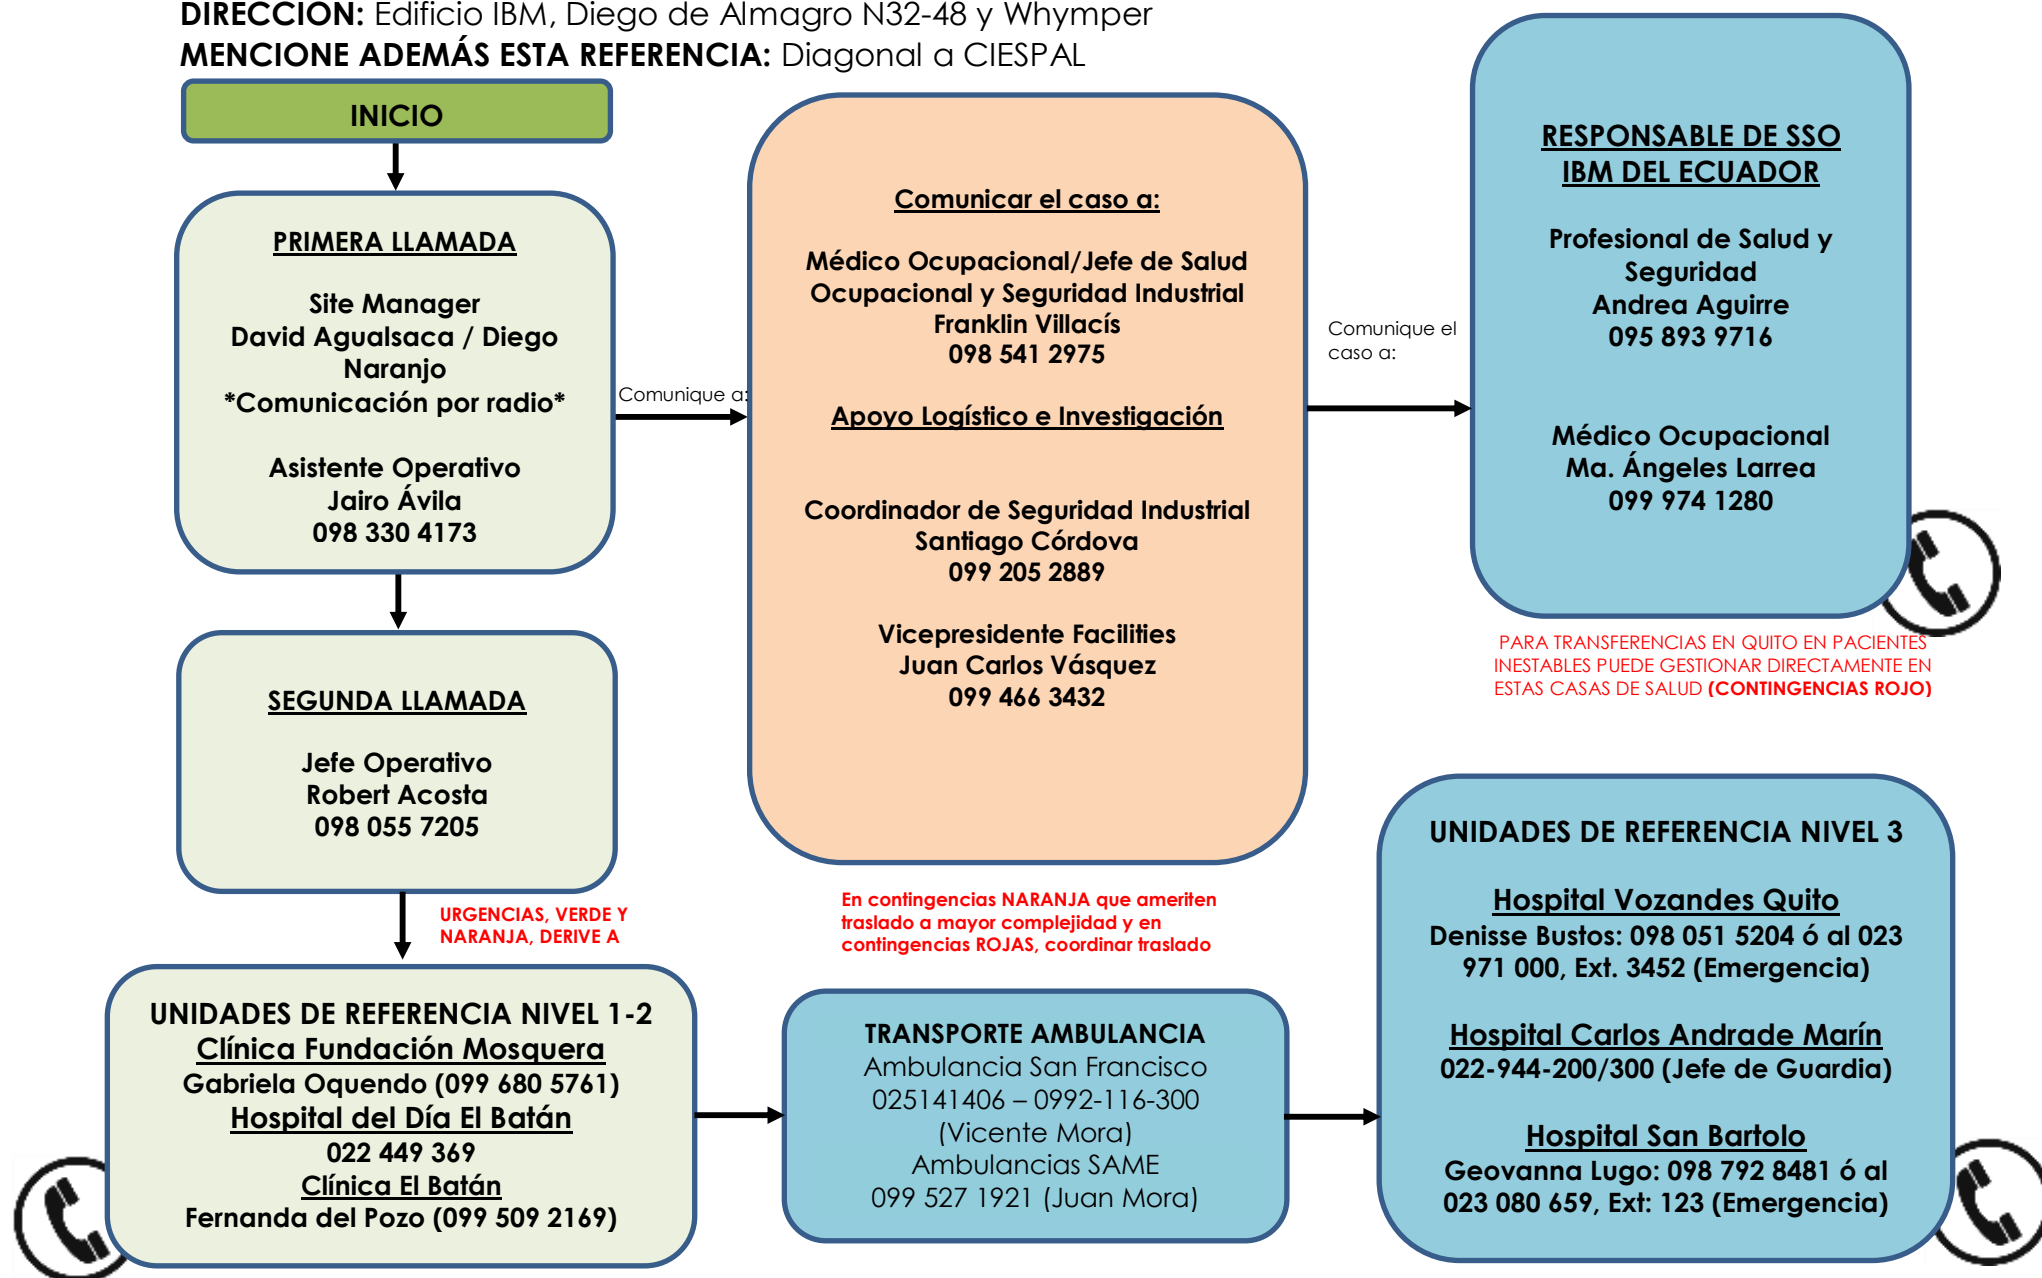 DIRECCIÓN: Edificio IBM, Diego de Almagro N32-48 y Whymper
MENCIONE ADEMÁS ESTA REFERENCIA: Diagonal a CIESPAL
INICIO
PRIMERA LLAMADA
Site Manager
David Agualsaca / Diego
Naranjo
*Comunicación por radio*
Asistente Operativo
Jairo Ávila
098 330 4173
Comunique a:
SEGUNDA LLAMADA
Jefe Operativo
Robert Acosta
098 055 7205
URGENCIAS, VERDE Y
NARANJA, DERIVE A
UNIDADES DE REFERENCIA NIVEL 1-2
Clínica Fundación Mosquera
Gabriela Oquendo (099 680 5761)
Hospital del Día El Batán
022 449 369
Clínica El Batán
Fernanda del Pozo (099 509 2169)
Comunicar el caso a:
Médico Ocupacional/Jefe de Salud
Ocupacional y Seguridad Industrial
Franklin Villacís
098 541 2975
Apoyo Logístico e Investigación
Coordinador de Seguridad Industrial
Santiago Córdova
099 205 2889
Vicepresidente Facilities
Juan Carlos Vásquez
099 466 3432
En contingencias NARANJA que ameriten
traslado a mayor complejidad y en
contingencias ROJAS, coordinar traslado
TRANSPORTE AMBULANCIA
Ambulancia San Francisco
025141406 – 0992-116-300
(Vicente Mora)
Ambulancias SAME
099 527 1921 (Juan Mora)
Comunique el
caso a:
RESPONSABLE DE SSO
IBM DEL ECUADOR
Profesional de Salud y
Seguridad
Andrea Aguirre
095 893 9716
Médico Ocupacional
Ma. Ángeles Larrea
099 974 1280
PARA TRANSFERENCIAS EN QUITO EN PACIENTES
INESTABLES PUEDE GESTIONAR DIRECTAMENTE EN
ESTAS CASAS DE SALUD (CONTINGENCIAS ROJO)
UNIDADES DE REFERENCIA NIVEL 3
Hospital Vozandes Quito
Denisse Bustos: 098 051 5204 ó al 023
971 000, Ext. 3452 (Emergencia)
Hospital Carlos Andrade Marín
022-944-200/300 (Jefe de Guardia)
Hospital San Bartolo
Geovanna Lugo: 098 792 8481 ó al
023 080 659, Ext: 123 (Emergencia)